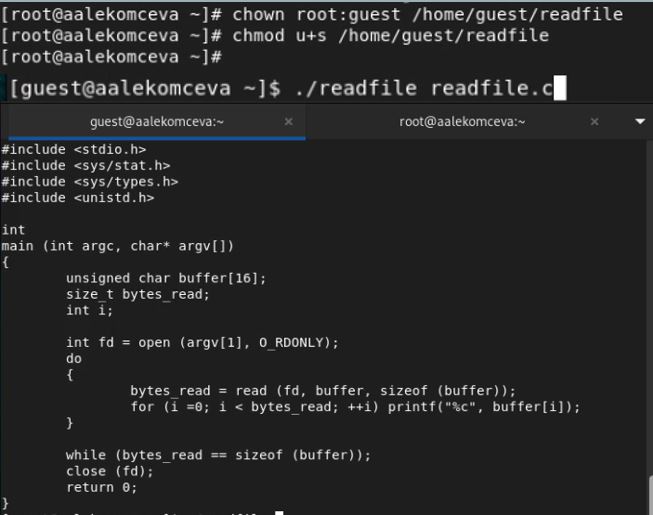 [root@aalekomceva ~]# chown root:guest /home/guest/readfile
[root@aalekomceva ~]# chmod u+s /home/guest/readfile
[root@aalekomceva ~]#
[guest@aalekomceva ~]$ ./readfile readfile.c
guest@aalekomceva:~ × root@aalekomceva:~ ×
#include <stdio.h>
#include <sys/stat.h>
#include <sys/types.h>
#include <unistd.h>
int
main (int argc, char* argv[])
{
unsigned char buffer[16];
size_t bytes_read;
int i;
int fd = open (argv[1], O_RDONLY);
do
{
bytes_read = read (fd, buffer, sizeof (buffer));
for (i =0; i < bytes_read; ++i) printf("%c", buffer[i]);
}
while (bytes_read == sizeof (buffer));
close (fd);
return 0;
}